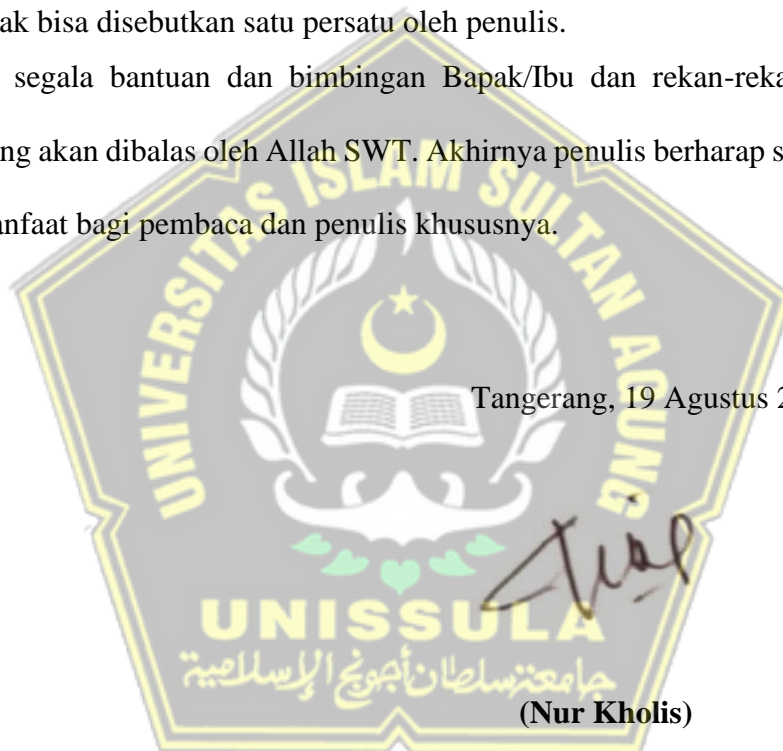 ak bisa disebutkan satu persatu oleh penulis.
segala bantuan dan bimbingan Bapak/Ibu dan rekan-reka
ng akan dibalas oleh Allah SWT. Akhirnya penulis berharap s
anfaat bagi pembaca dan penulis khususnya.
UNIVERSITAS ISLAM SULTAN AGUNG
Tangerang, 19 Agustus 2
UNISSULA
جامعة سلطان أجونج الإسلامية
(Nur Kholis)